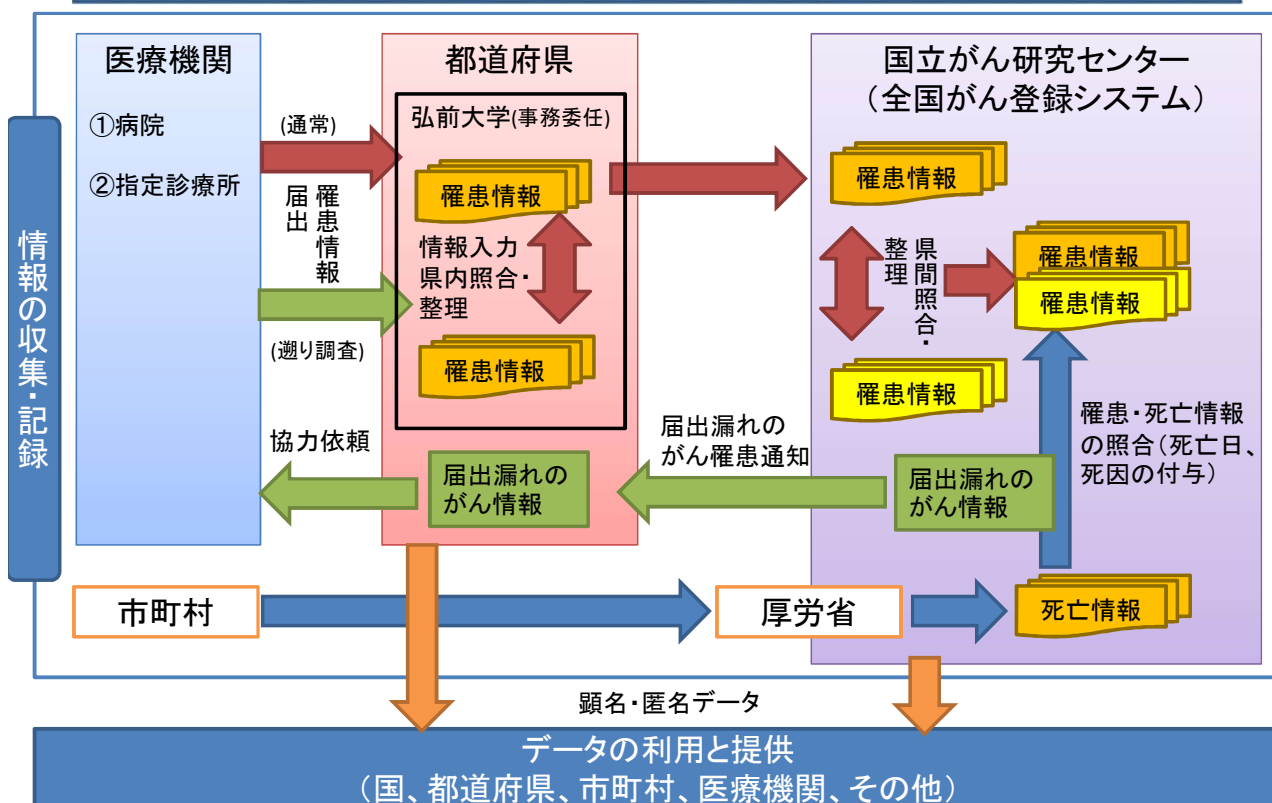 情報の収集・記録
医療機関
①病院
②指定診療所
(通常)
罹患情報
届出
(遡り調査)
協力依頼
都道府県
弘前大学(事務委任)
罹患情報
情報入力
県内照合・
整理
罹患情報
届出漏れの
がん情報
届出漏れの
がん罹患通知
国立がん研究センター
（全国がん登録システム）
罹患情報
県間照合・
整理
罹患情報
罹患情報
罹患情報
罹患・死亡情報
の照合（死亡日、
死因の付与）
届出漏れの
がん情報
市町村
厚労省
死亡情報
顕名・匿名データ
データの利用と提供
（国、都道府県、市町村、医療機関、その他）